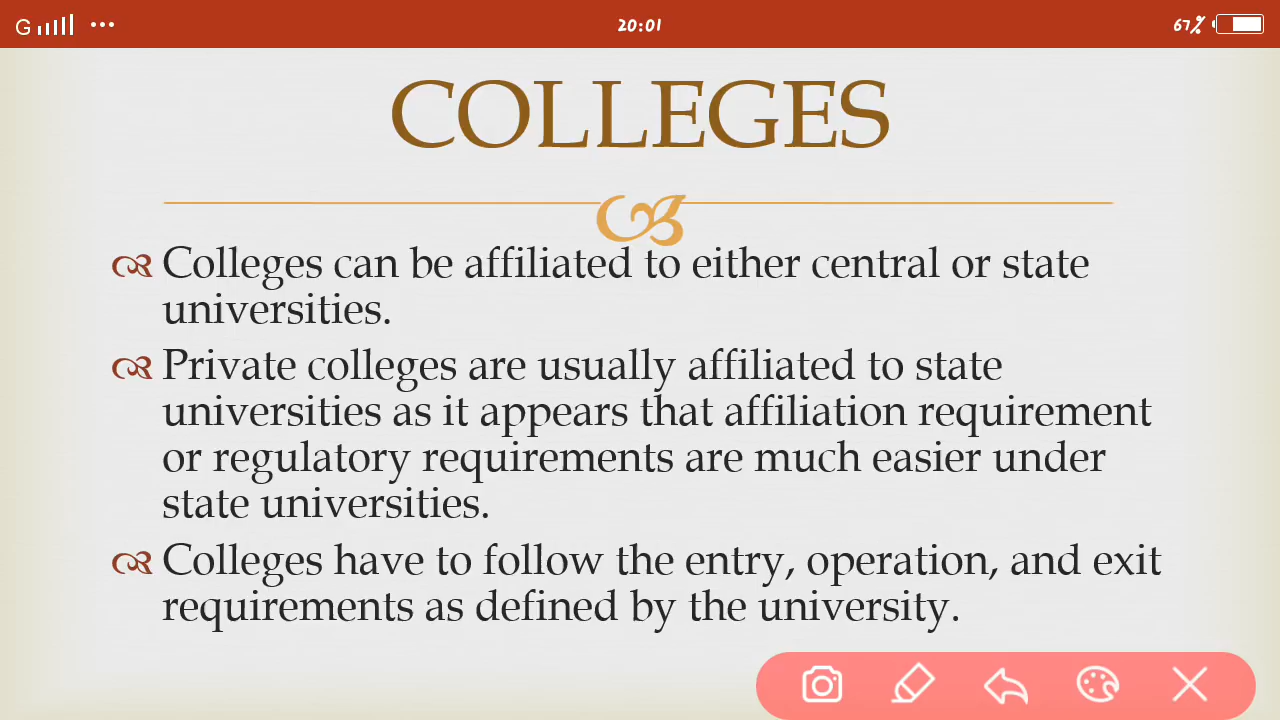 G 20:01 67%
COLLEGES
Colleges can be affiliated to either central or state
universities.
Private colleges are usually affiliated to state
universities as it appears that affiliation requirement
or regulatory requirements are much easier under
state universities.
Colleges have to follow the entry, operation, and exit
requirements as defined by the university.